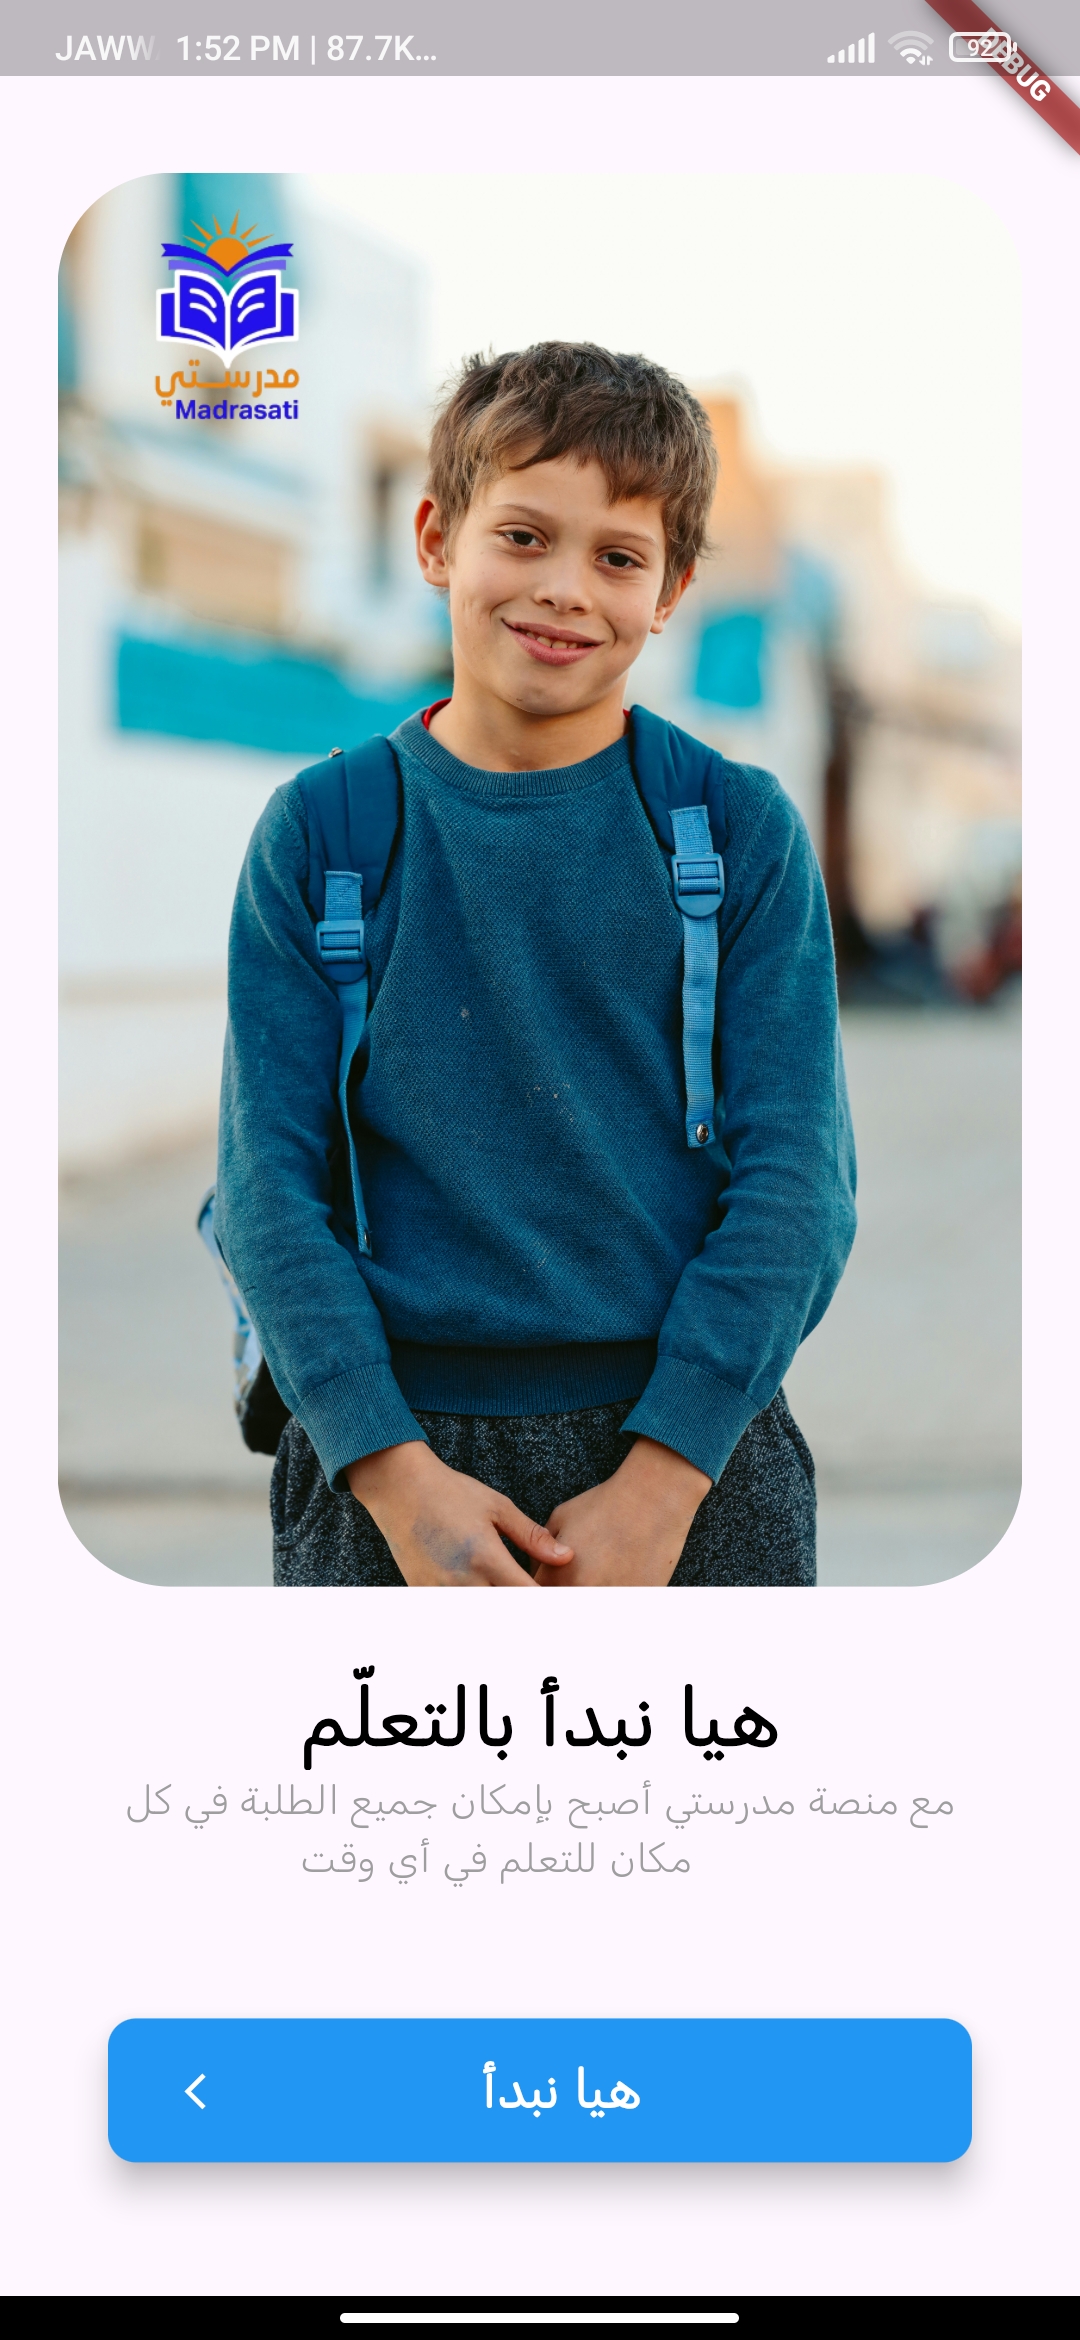 JAWW 1:52 PM | 87.7K...
92
DEBUG
مدرستي
Madrasati
هيا نبدأ بالتعلّم
مع منصة مدرستي أصبح بإمكان جميع الطلبة في كل
مكان للتعلم في أي وقت
هيا نبدأ